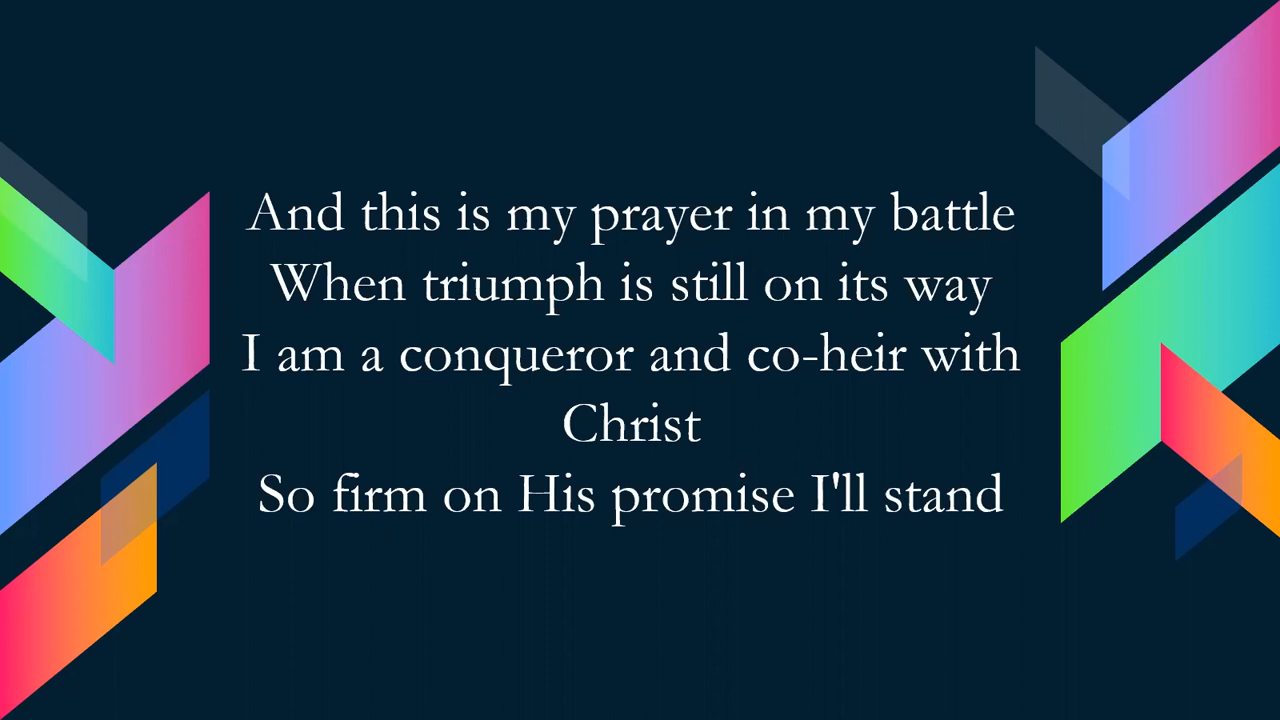 And this is my prayer in my battle
When triumph is still on its way
I am a conqueror and co-heir with
Christ
So firm on His promise I'll stand